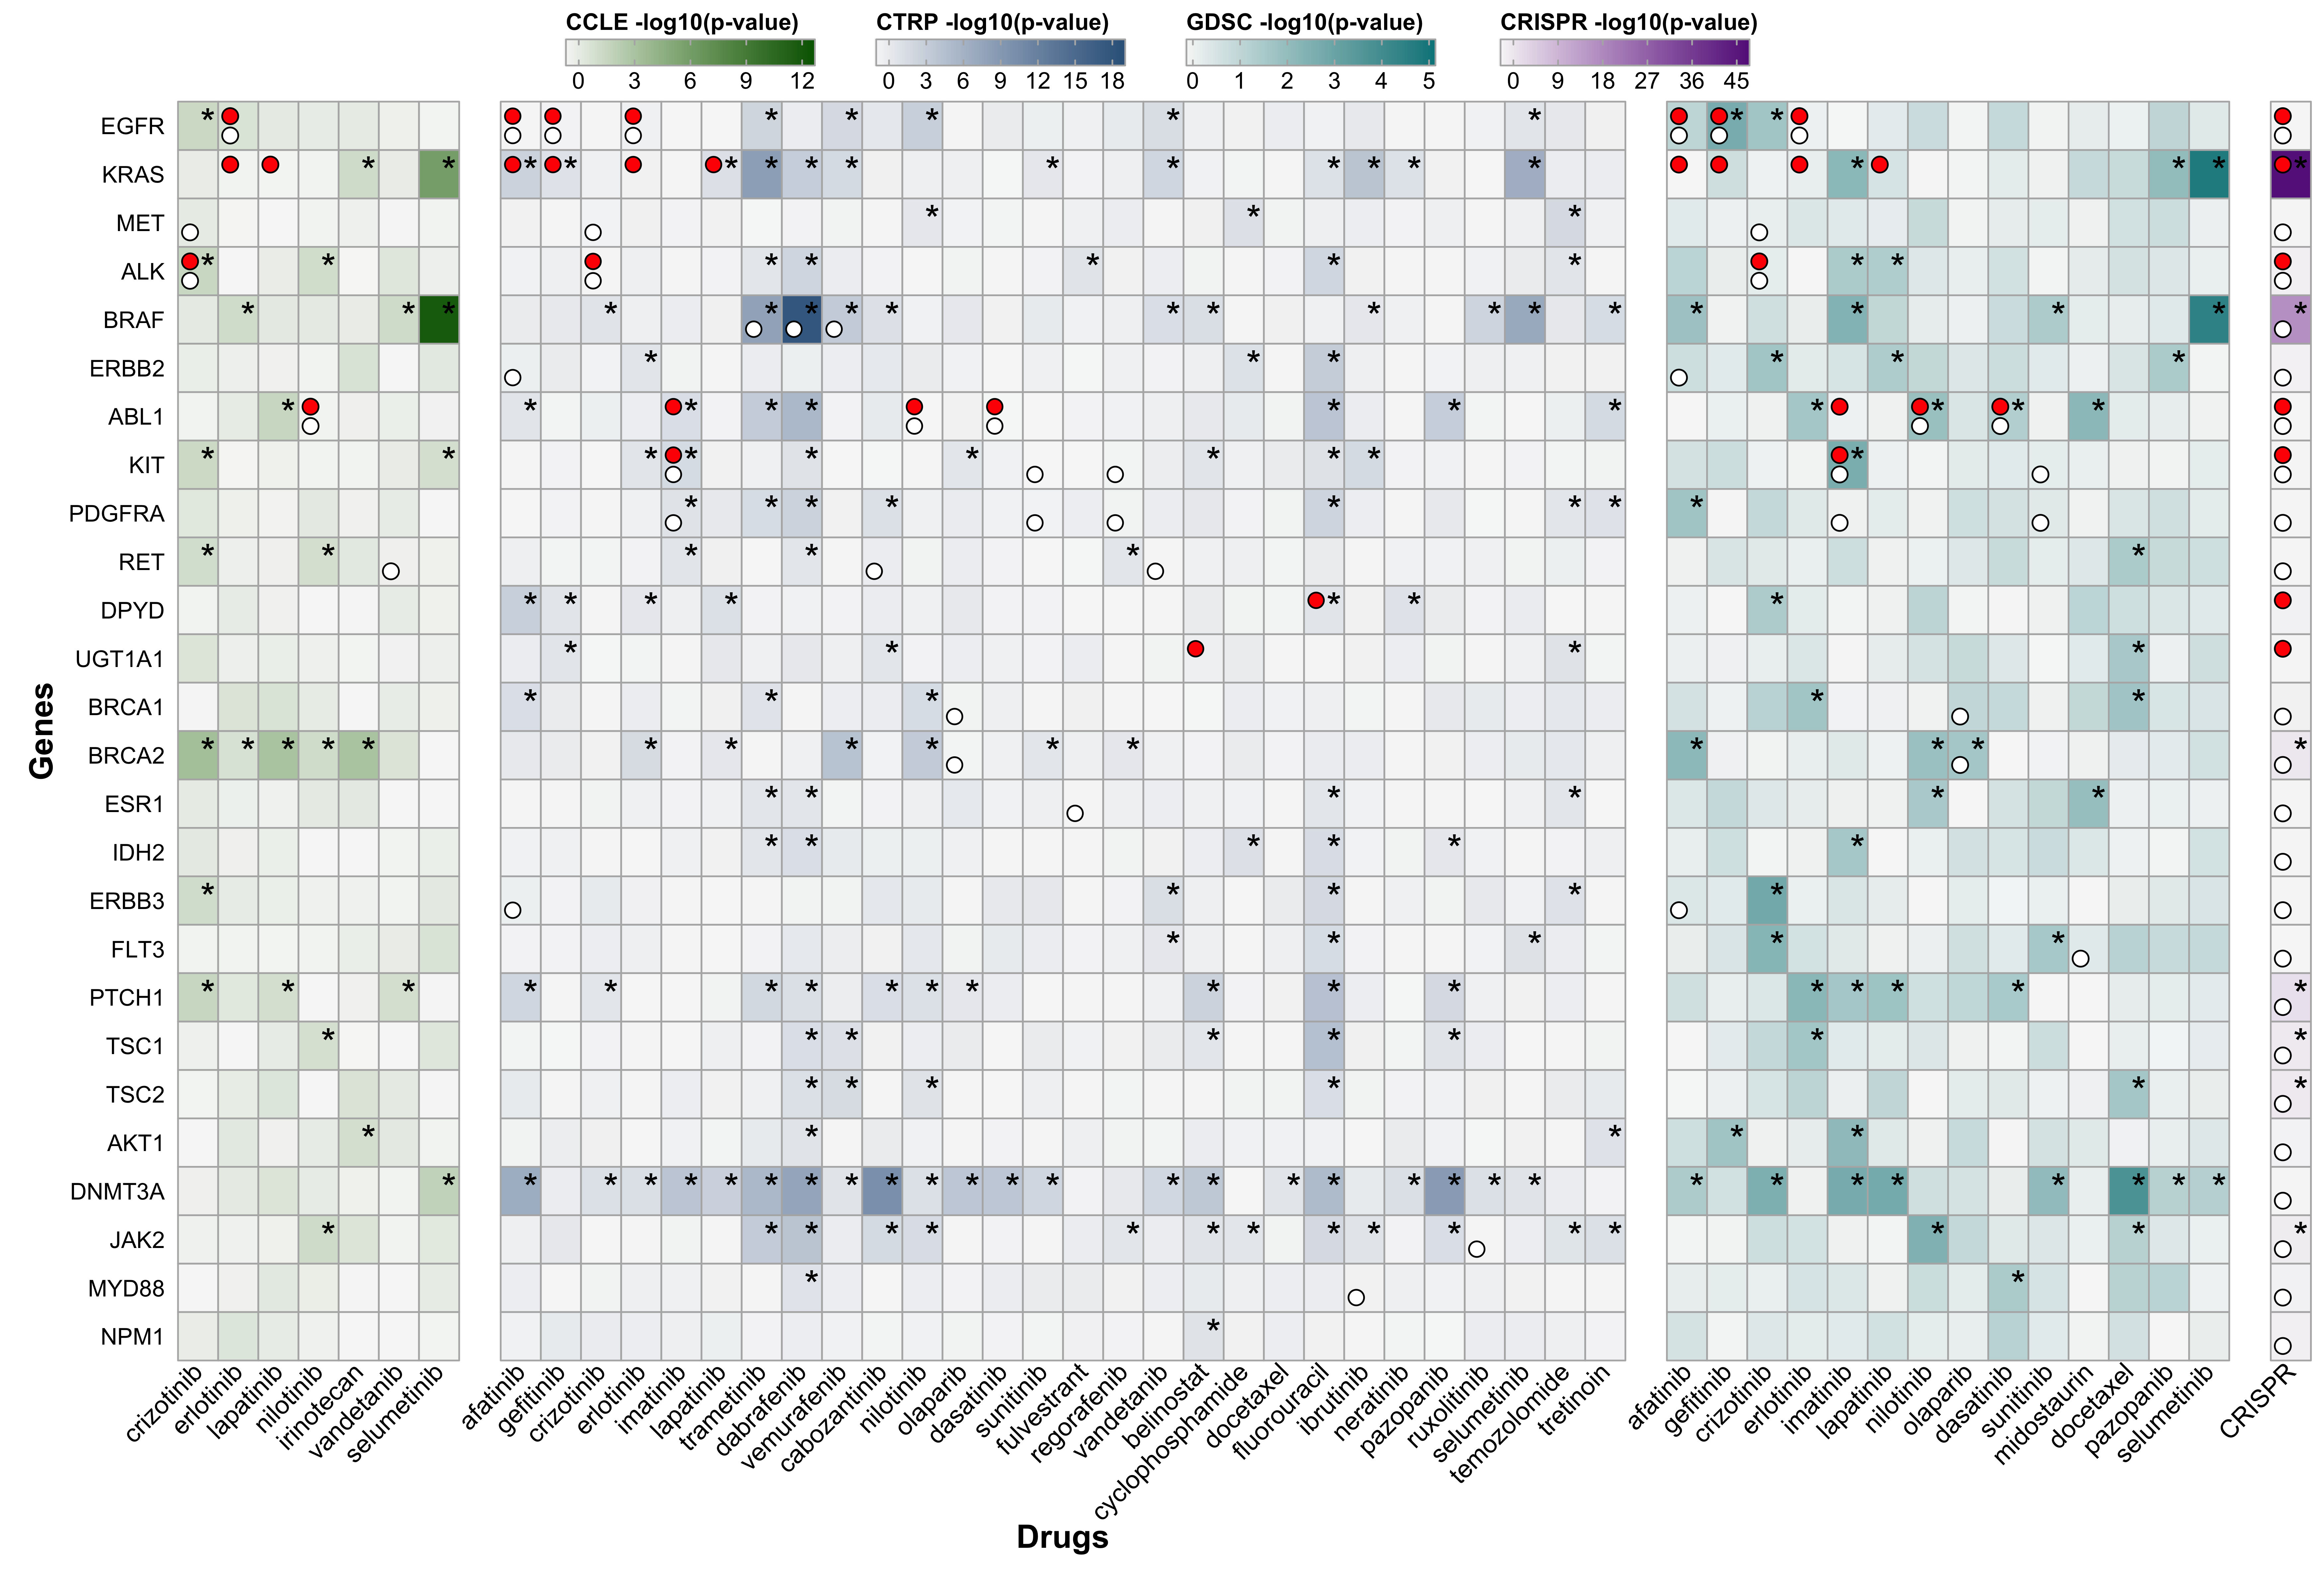 CCLE -log10(p-value) CTRP -log10(p-value) GDSC -log10(p-value) CRISPR -log10(p-value)
0 3 6 9 12 0 3 6 9 12 15 18 0 1 2 3 4 5 0 9 18 27 36 45
Genes
EGFR
KRAS
MET
ALK
BRAF
ERBB2
ABL1
KIT
PDGFRA
RET
DPYD
UGT1A1
BRCA1
BRCA2
ESR1
IDH2
ERBB3
FLT3
PTCH1
TSC1
TSC2
AKT1
DNMT3A
JAK2
MYD88
NPM1
crizotinib
erlotinib
lapatinib
nilotinib
irinotecan
vandetanib
selumetinib
afatinib
gefitinib
crizotinib
erlotinib
imatinib
lapatinib
trametinib
dabrafenib
vemurafenib
cabozantinib
nilotinib
olaparib
dasatinib
sunitinib
fulvestrant
regorafenib
vandetanib
belinostat
cyclophosphamide
docetaxel
fluorouracil
ibrutinib
neratinib
pazopanib
ruxolitinib
selumetinib
temozolomide
tretinoin
afatinib
gefitinib
crizotinib
erlotinib
imatinib
lapatinib
nilotinib
olaparib
dasatinib
sunitinib
midostaurin
docetaxel
pazopanib
selumetinib
CRISPR
Drugs